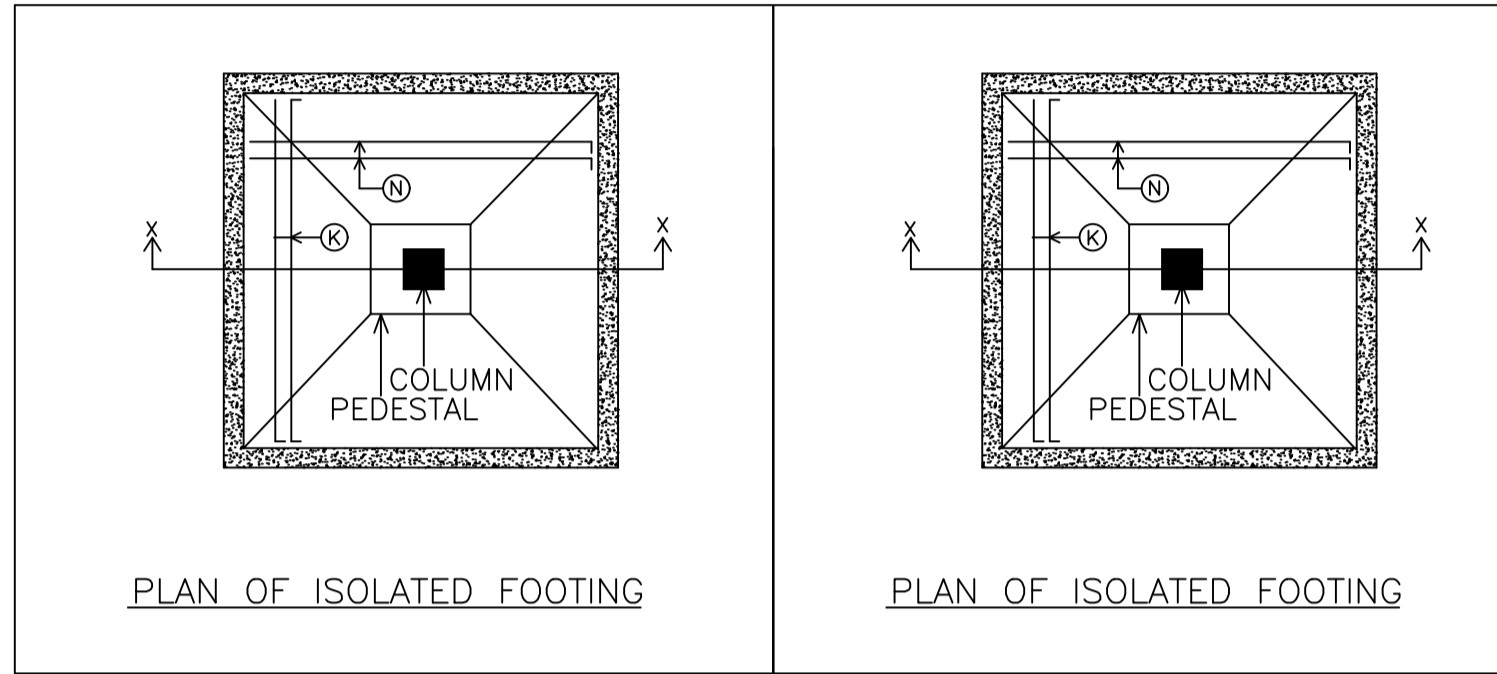 N
X X
K
COLUMN
PEDESTAL
PLAN OF ISOLATED FOOTING
N
X X
K
COLUMN
PEDESTAL
PLAN OF ISOLATED FOOTING